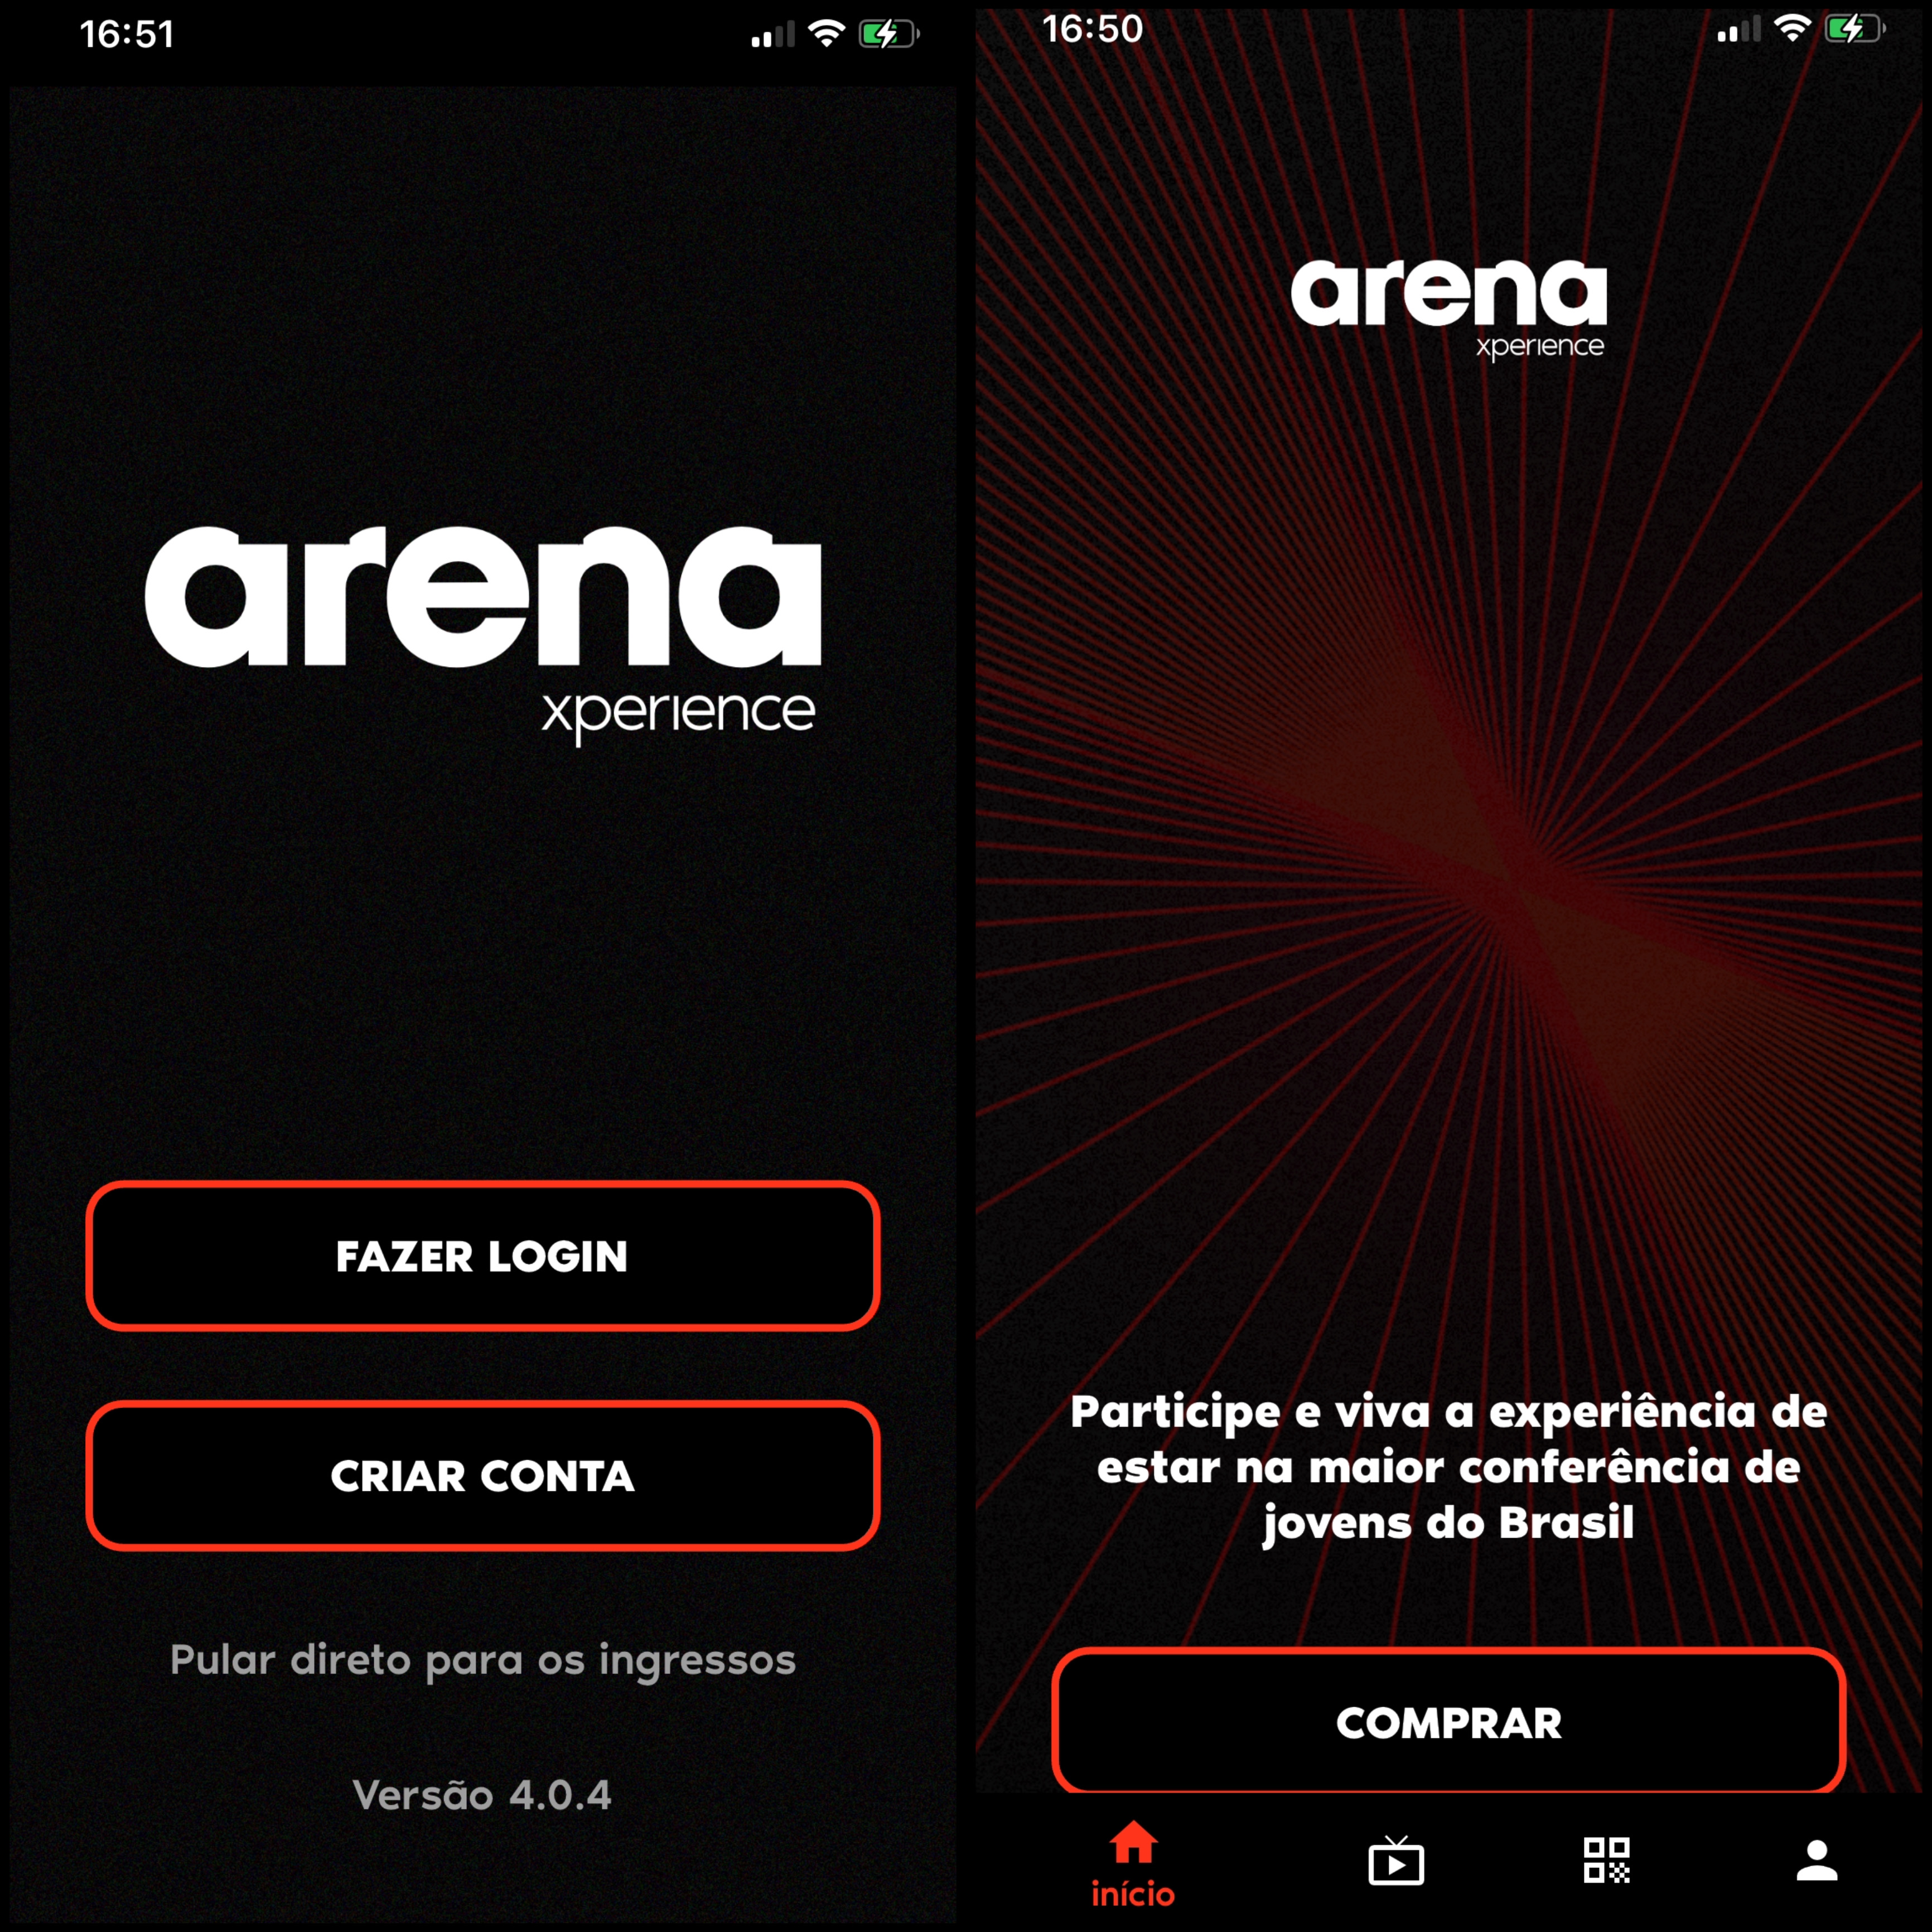 16:51
arena
xperience
FAZER LOGIN
CRIAR CONTA
Pular direto para os ingressos
Versão 4.0.4
16:50
arena
xperience
Participe e viva a experiência de
estar na maior conferência de
jovens do Brasil
COMPRAR
início